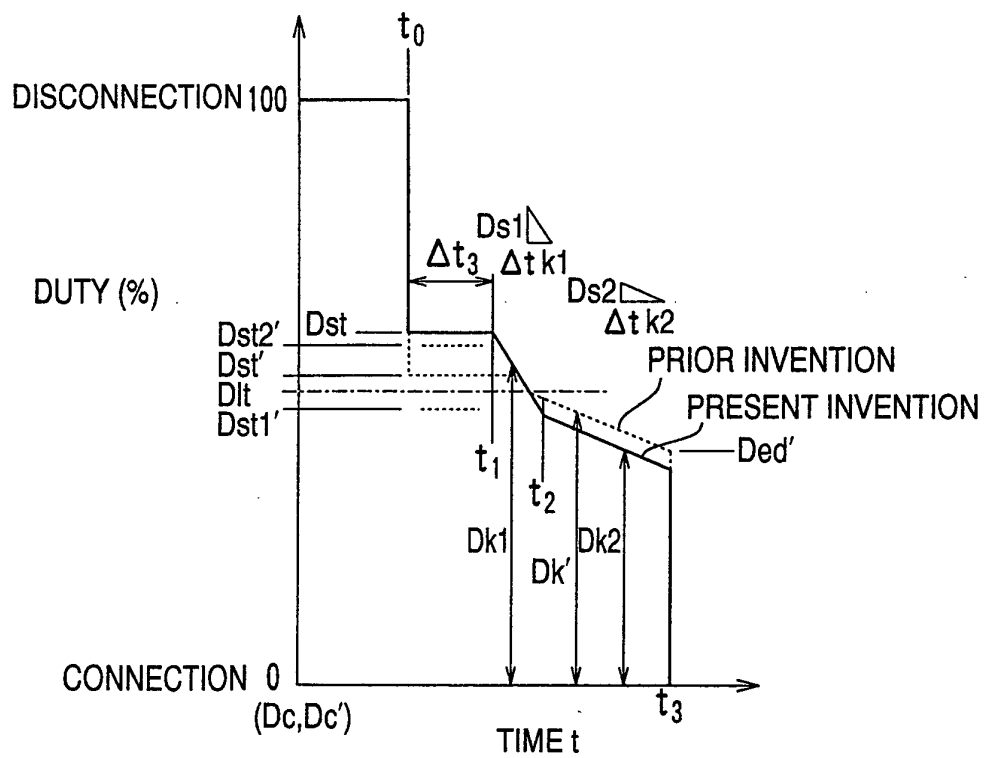 t0
DISCONNECTION 100
Ds1
Δt3
Δt k1
DUTY (%)
Ds2
Δt k2
Dst2′
Dst
Dst′
PRIOR INVENTION
Dlt
PRESENT INVENTION
Dst1′
t1
Ded′
t2
Dk1
Dk′
Dk2
CONNECTION 0
(Dc,Dc′)
t3
TIME t